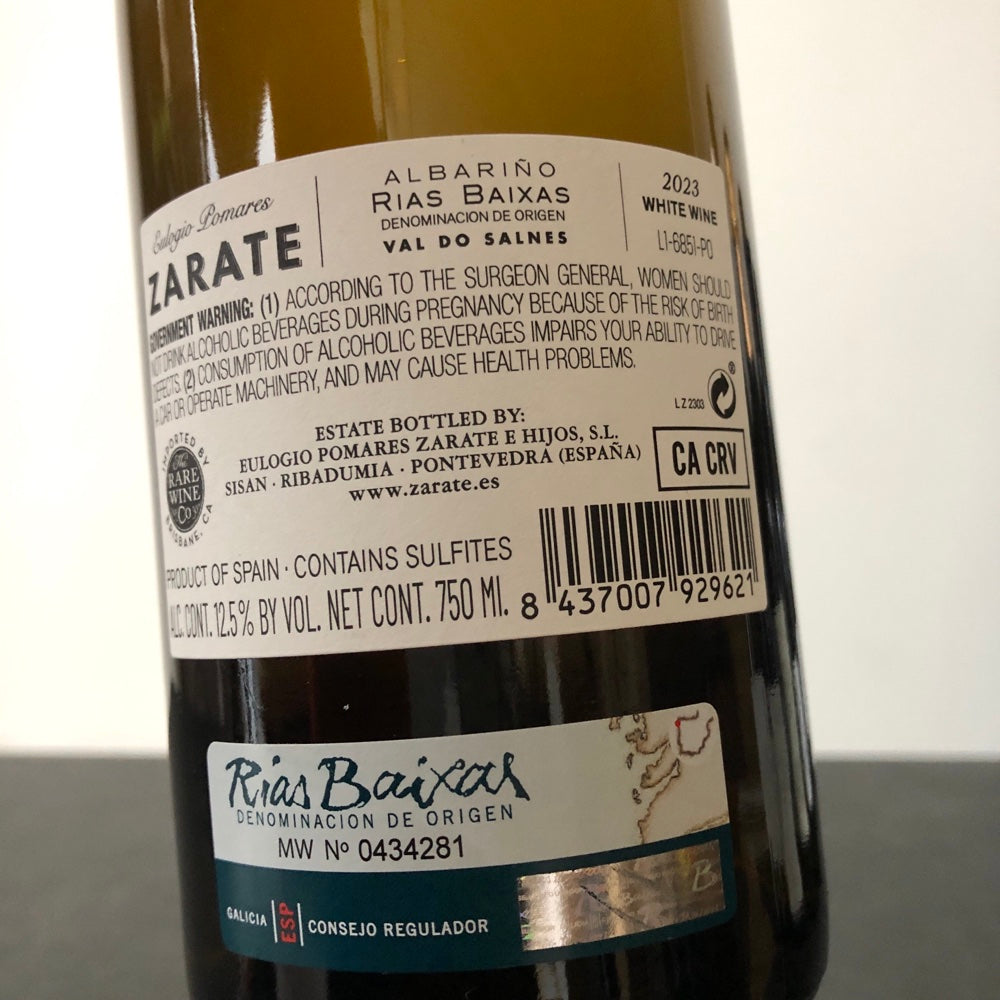 Eulogio Pomares
ZARATE
ALBARIÑO
RIAS BAIXAS
DENOMINACION DE ORIGEN
VAL DO SALNES
2023
WHITE WINE
L1-6851-P0
GOVERNMENT WARNING: (1) ACCORDING TO THE SURGEON GENERAL, WOMEN SHOULD
NOT DRINK ALCOHOLIC BEVERAGES DURING PREGNANCY BECAUSE OF THE RISK OF BIRTH
DEFECTS. (2) CONSUMPTION OF ALCOHOLIC BEVERAGES IMPAIRS YOUR ABILITY TO DRIVE
A CAR OR OPERATE MACHINERY, AND MAY CAUSE HEALTH PROBLEMS.
L Z 2303
®
ESTATE BOTTLED BY:
EULOGIO POMARES ZARATE E HIJOS, S.L.
SISAN · RIBADUMIA · PONTEVEDRA (ESPAÑA)
www.zarate.es
CA CRV
IMPORTED BY
The
RARE
WINE
Co
BRISBANE, CA
PRODUCT OF SPAIN · CONTAINS SULFITES
ALC. CONT. 12.5% BY VOL. NET CONT. 750 Ml.
8 437007 929621
Rias Baixas
DENOMINACION DE ORIGEN
MW Nº 0434281
GALICIA
ESP
CONSEJO REGULADOR
B